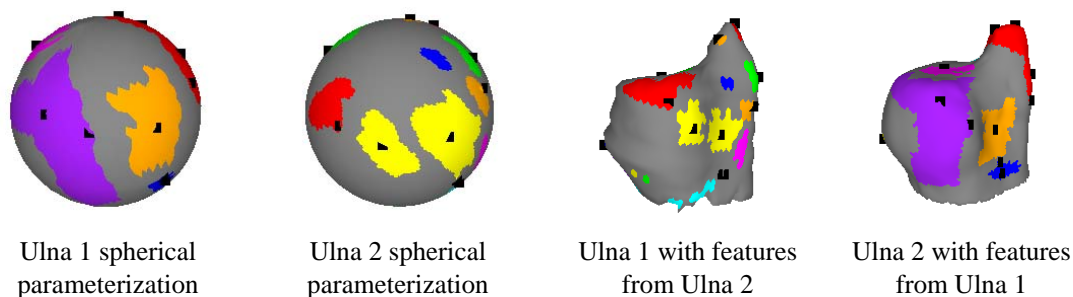 Ulna 1 spherical
parameterization
Ulna 2 spherical
parameterization
Ulna 1 with features
from Ulna 2
Ulna 2 with features
from Ulna 1